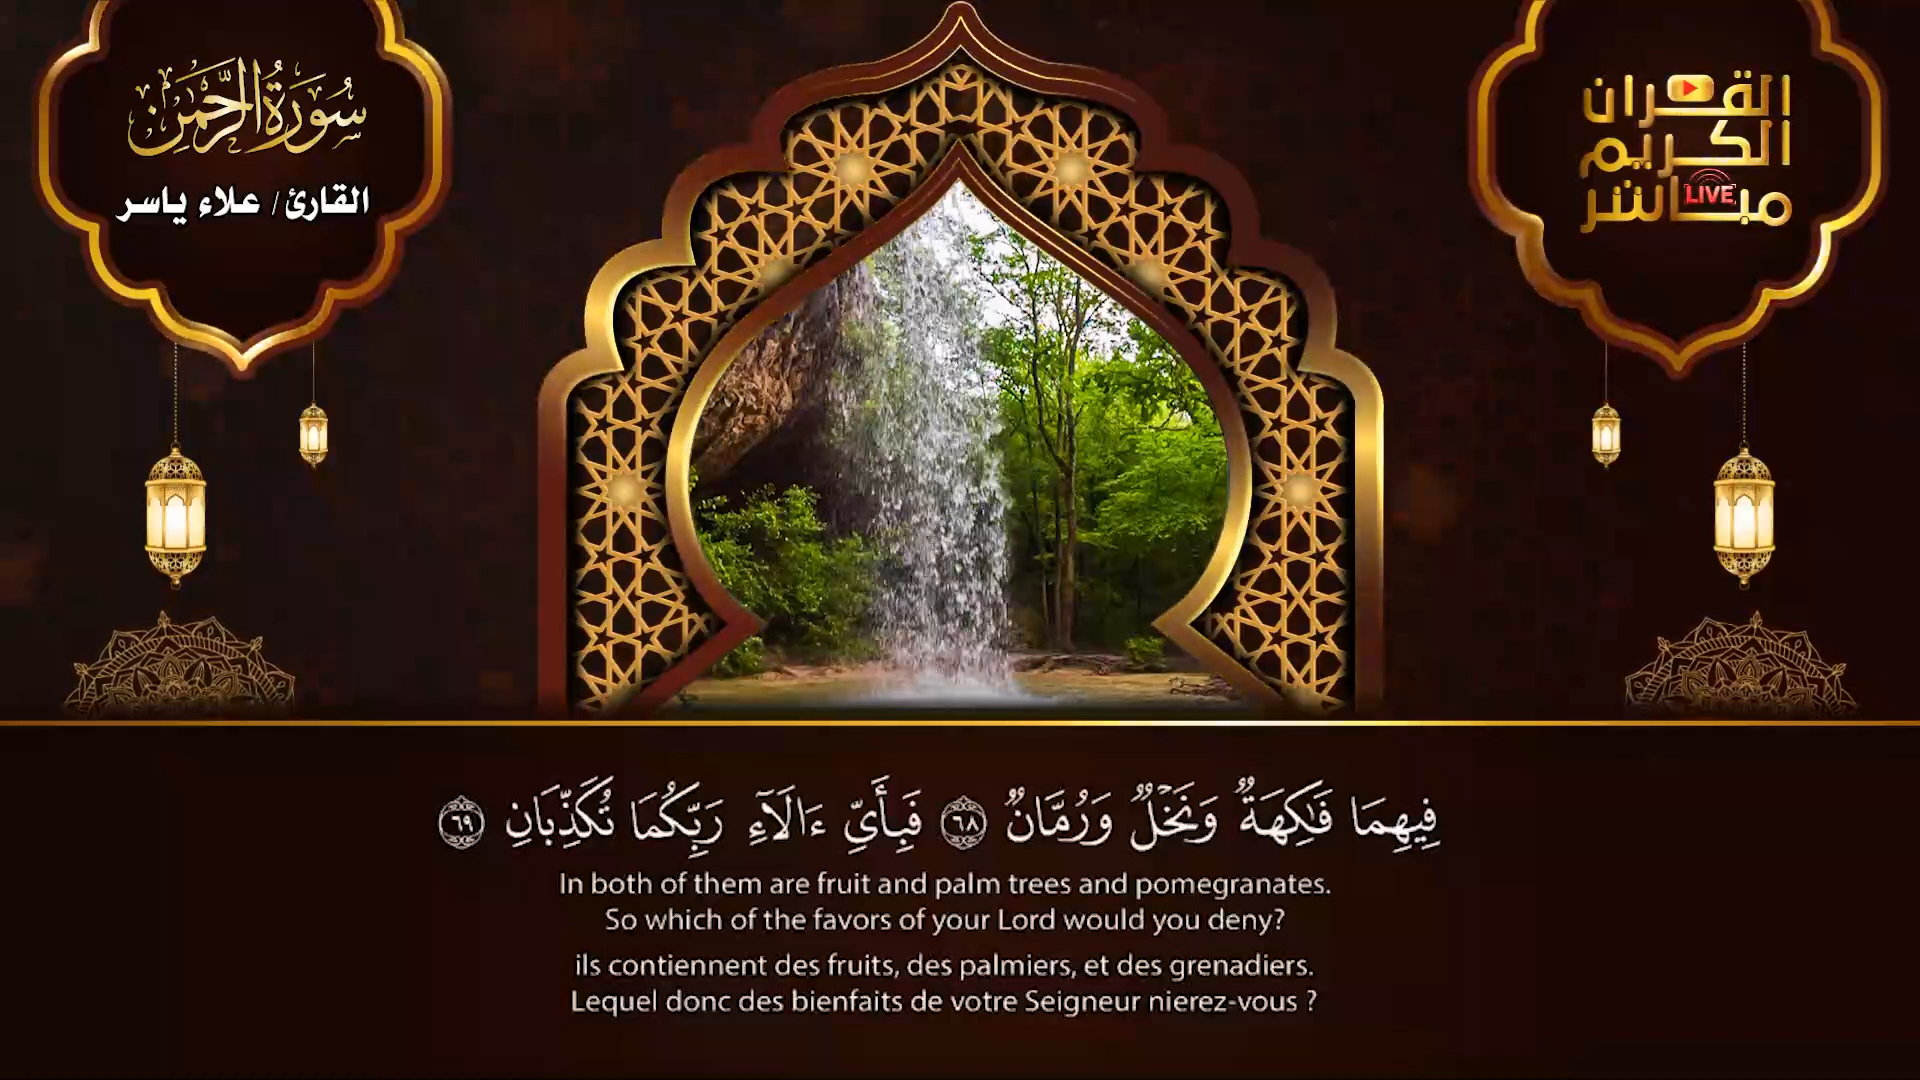 سُورَةُ الرَّحْمَٰنِ
القارئ/ علاء ياسر
القرآن
الكريم
مباشر
LIVE
فِيهِمَا فَٰكِهَةٌ وَنَخْلٌ وَرُمَّانٌ ٦٨ فَبِأَيِّ ءَالَآءِ رَبِّكُمَا تُكَذِّبَانِ ٦٩
In both of them are fruit and palm trees and pomegranates.
So which of the favors of your Lord would you deny?
ils contiennent des fruits, des palmiers, et des grenadiers.
Lequel donc des bienfaits de votre Seigneur nierez-vous ?